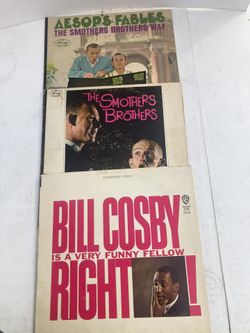 AESOP'S FABLES
THE SMOTHERS BROTHERS WAY
THE SMOTHERS
BROTHERS
BILL COSBY
IS A VERY FUNNY FELLOW
RIGHT!